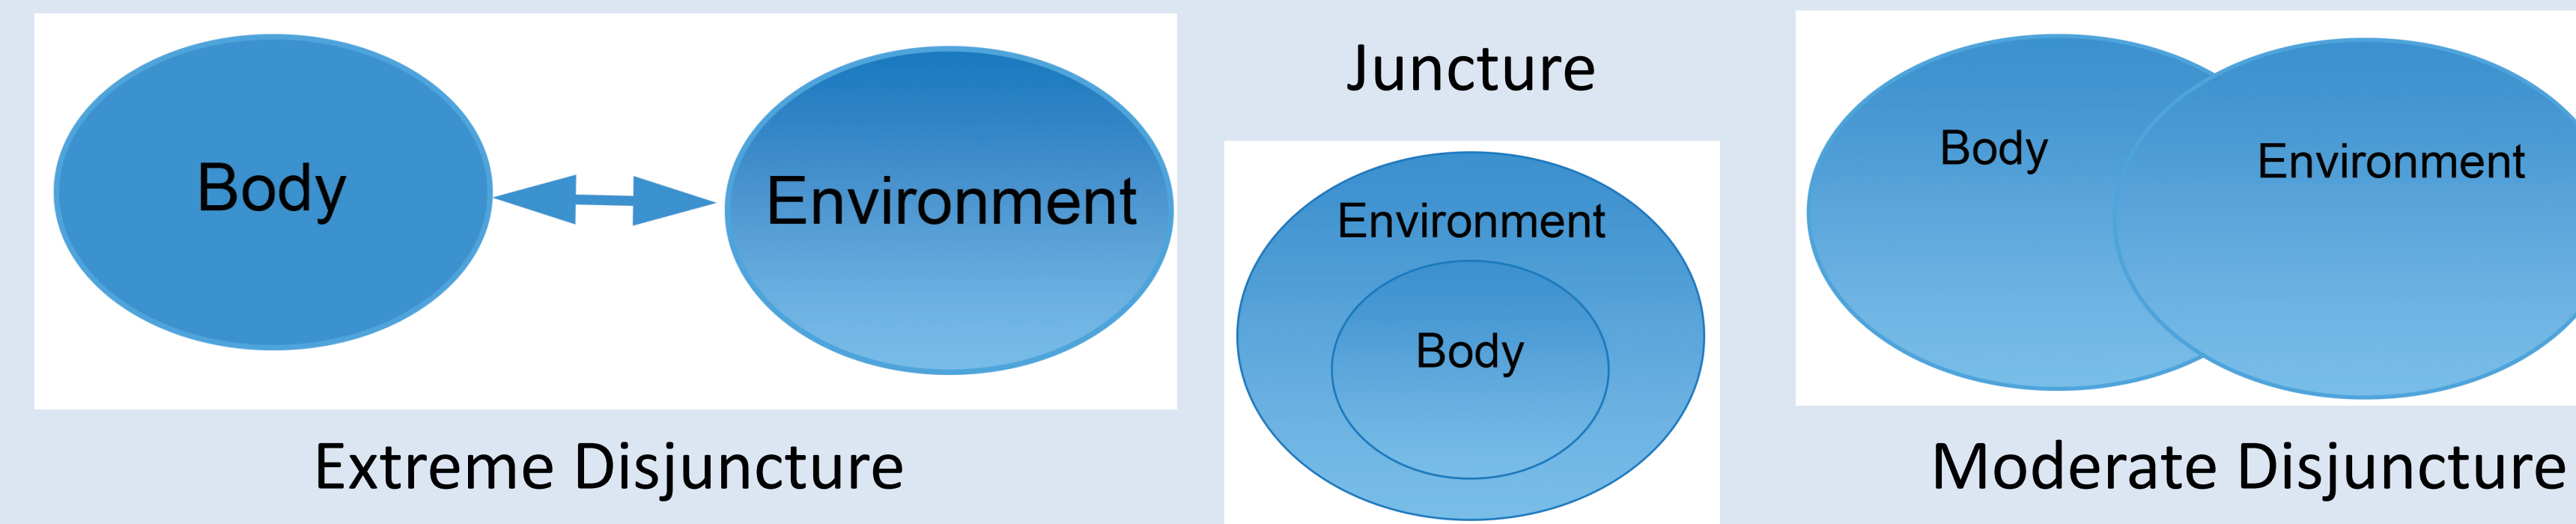 Body
Environment
Extreme Disjuncture
Juncture
Environment
Body
Body
Environment
Moderate Disjuncture